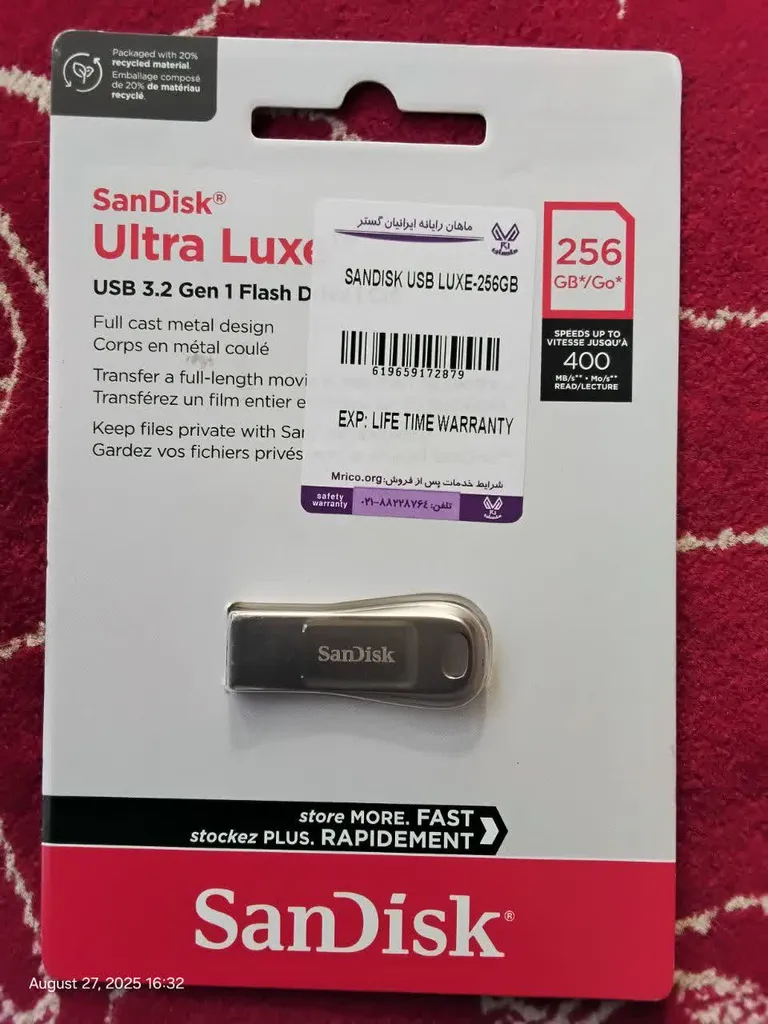 Packaged with 20%
recycled material.
Emballage composé
de 20% de matériau
recyclé.
SanDisk®
Ultra Luxe
USB 3.2 Gen 1 Flash D
Full cast metal design
Corps en métal coulé
Transfer a full-length movi
Transférez un film entier e
Keep files private with San
Gardez vos fichiers privés
ماهان رایانه ایرانیان گستر
SANDISK USB LUXE-256GB
619659172879
EXP: LIFE TIME WARRANTY
شرایط خدمات پس از فروش: Mrico.org
safety
warranty
تلفن: ۸۸۲۲۸۷۶۴-۰۲۱
256
GB*/Go*
SPEEDS UP TO
VITESSE JUSQU'À
400
MB/s** • Mo/s**
READ/LECTURE
SanDisk
store MORE. FAST
stockez PLUS. RAPIDEMENT
SanDisk®
August 27, 2025 16:32